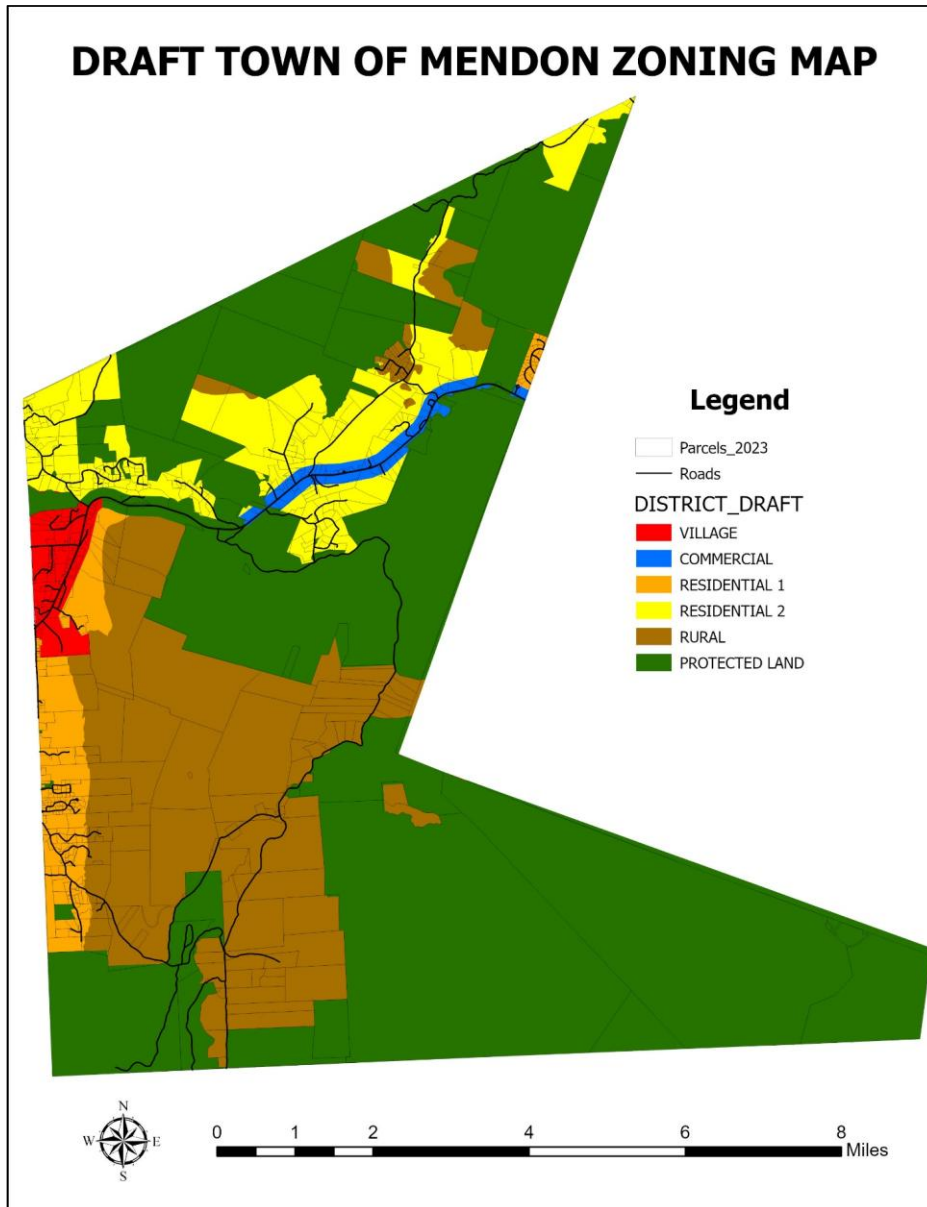 DRAFT TOWN OF MENDON ZONING MAP
Legend
Parcels_2023
Roads
DISTRICT_DRAFT
VILLAGE
COMMERCIAL
RESIDENTIAL 1
RESIDENTIAL 2
RURAL
PROTECTED LAND
N
W E
S
0 1 2 4 6 8
Miles